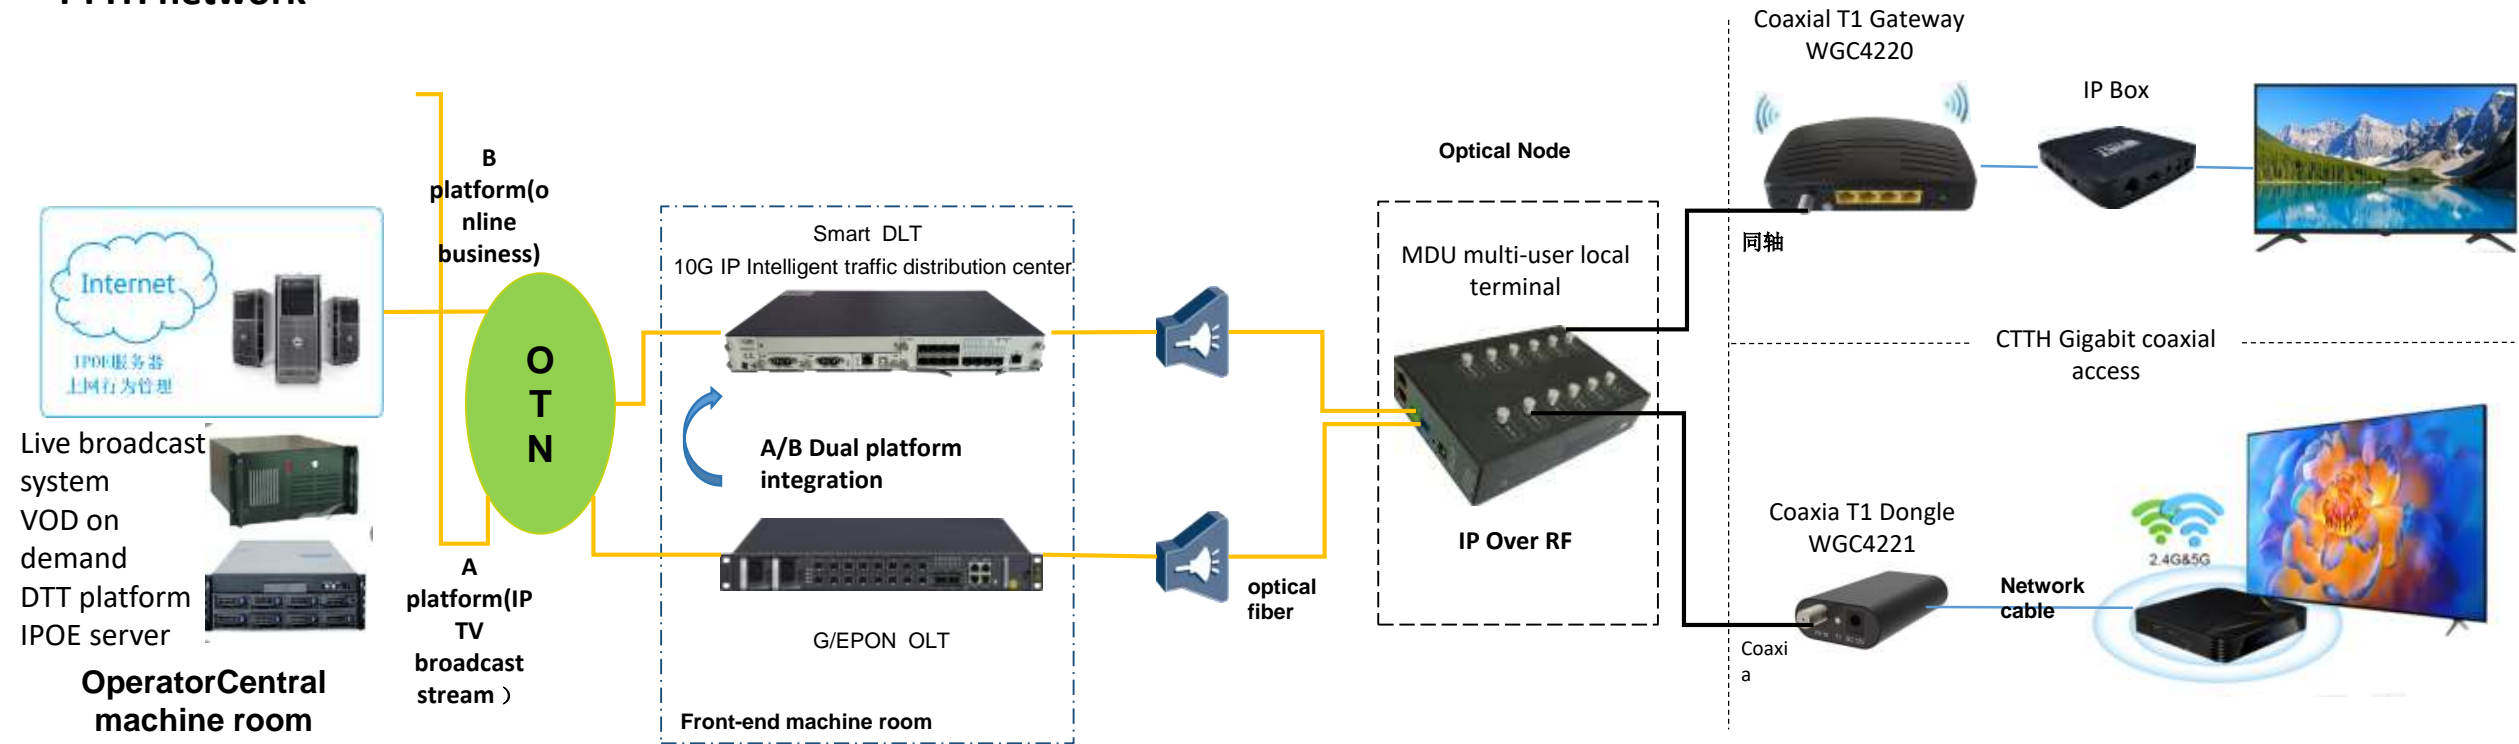 Coaxial T1 Gateway
WGC4220
IP Box
B
platform(o
nline
business)
Optical Node
Smart DLT
10G IP Intelligent traffic distribution center
MDU multi-user local
terminal
同轴
Internet
IPOE服务器
上网行为管理
O
T
N
CTTH Gigabit coaxial
access
Live broadcast
system
VOD on
demand
DTT platform
IPOE server
A/B Dual platform
integration
IP Over RF
Coaxia T1 Dongle
WGC4221
2.4G&5G
A
platform(IP
TV
broadcast
stream）
optical
fiber
Network
cable
G/EPON OLT
Coaxi
a
OperatorCentral
machine room
Front-end machine room